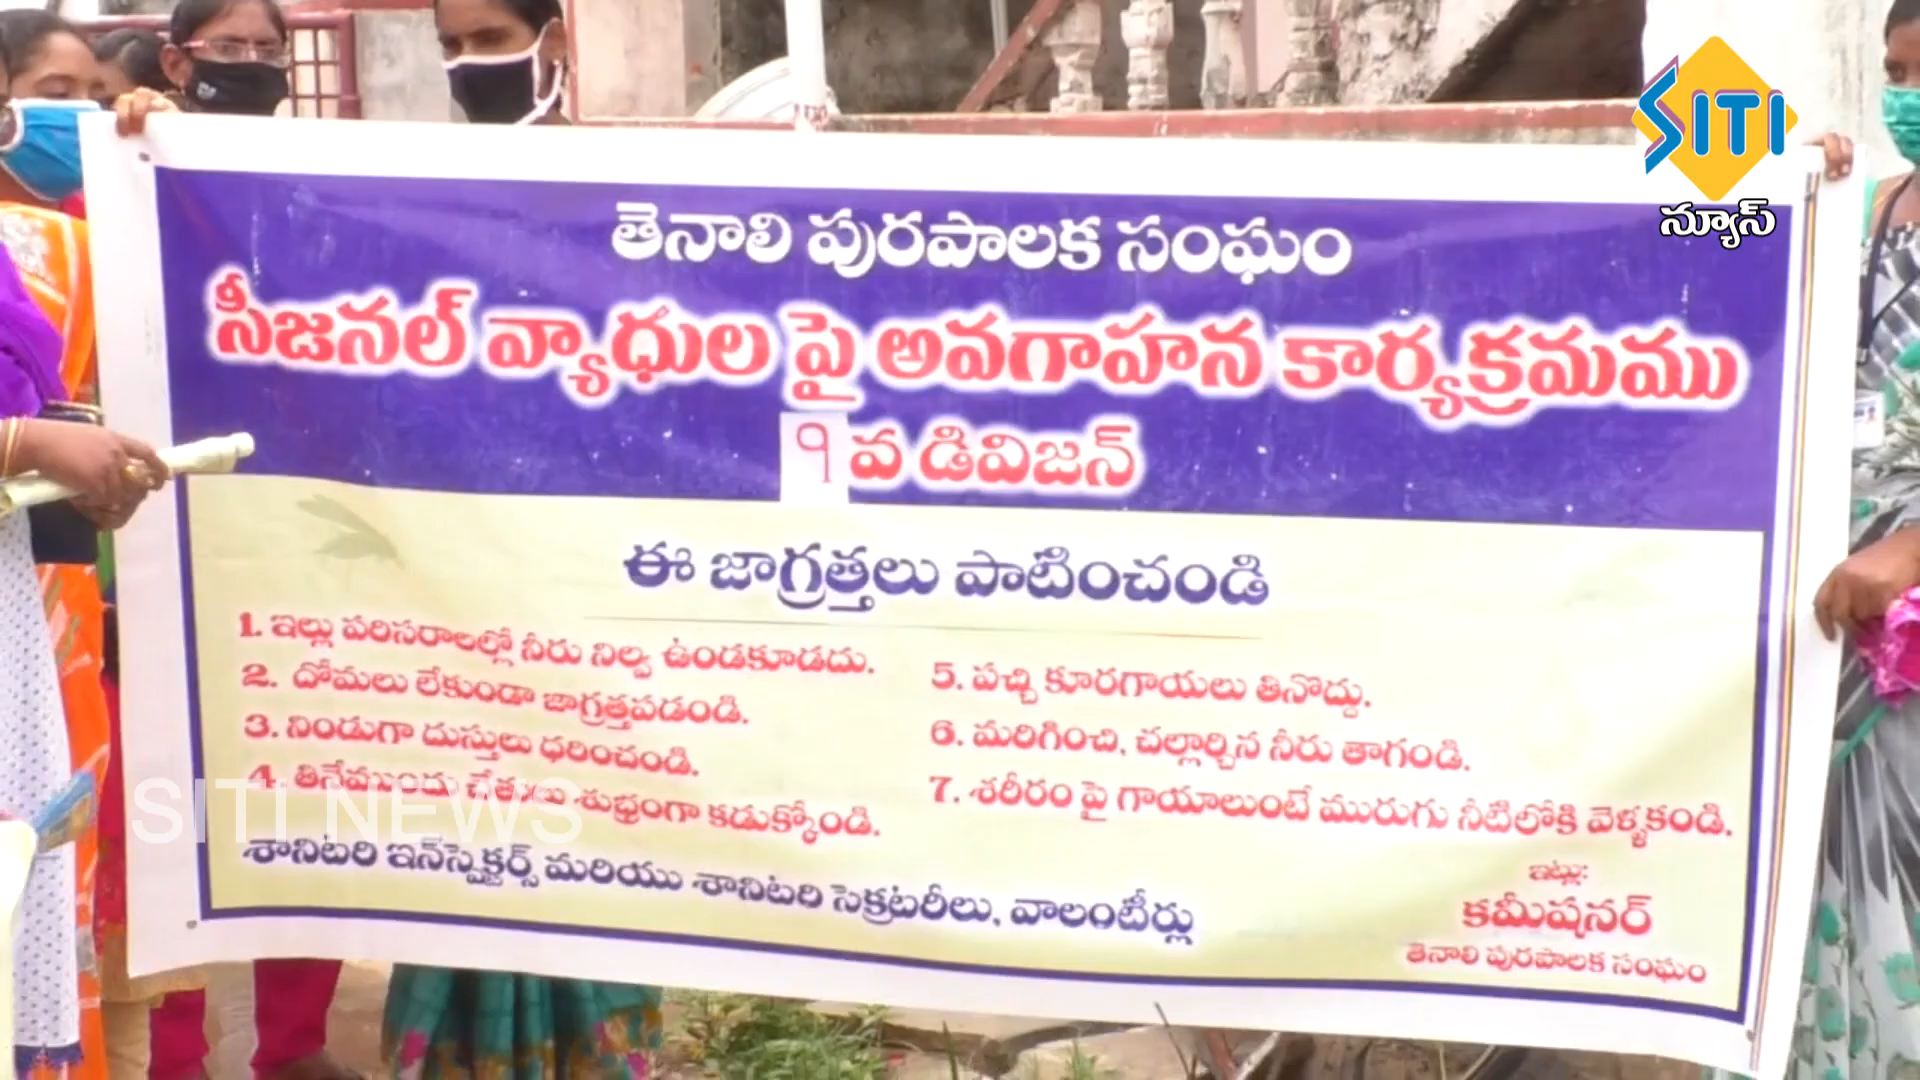 SITI
న్యూస్
తెనాలి పురపాలక సంఘం
సీజనల్ వ్యాధుల పై అవగాహన కార్యక్రమము
9 వ డివిజన్
ఈ జాగ్రత్తలు పాటించండి
1. ఇల్లు పరిసరాలల్లో నీరు నిల్వ ఉండకూడదు.
2. దోమలు లేకుండా జాగ్రత్తపడండి.
3. నిండుగా దుస్తులు ధరించండి.
4. తినేముందు చేతులు శుభ్రంగా కడుక్కోండి.
5. పచ్చి కూరగాయలు తినొద్దు.
6. మరిగించి, చల్లార్చిన నీరు తాగండి.
7. శరీరం పై గాయాలుంటే మురుగు నీటిలోకి వెళ్ళకండి.
SITI NEWS
శానిటరి ఇన్‌స్పెక్టర్స్ మరియు శానిటరి సెక్రటరీలు, వాలంటీర్లు
ఇట్లు:
కమీషనర్
తెనాలి పురపాలక సంఘం